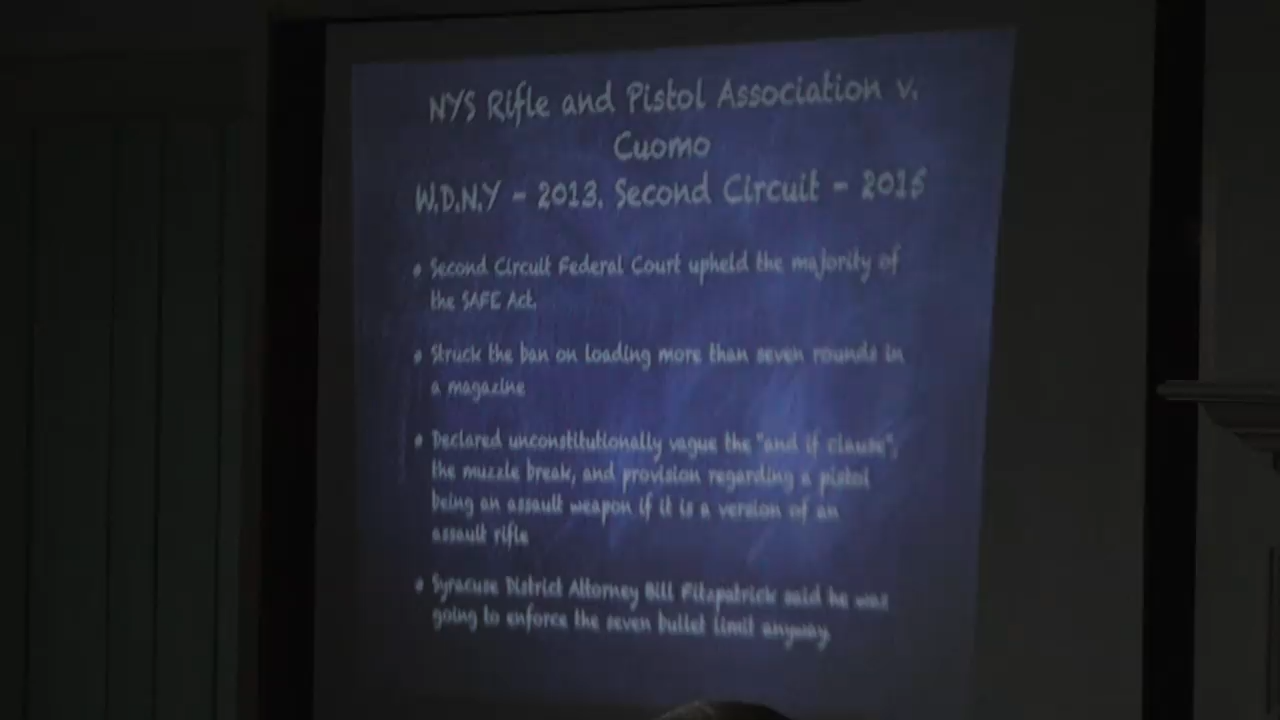 NYS Rifle and Pistol Association v.
Cuomo
W.D.N.Y - 2013, Second Circuit - 2015
• Second Circuit Federal Court upheld the majority of
the SAFE Act.
• Struck the ban on loading more than seven rounds in
a magazine
• Declared unconstitutionally vague the "and if clause",
the muzzle break, and provision regarding a pistol
being an assault weapon if it is a version of an
assault rifle
• Syracuse District Attorney Bill Fitzpatrick said he was
going to enforce the seven bullet limit anyway.